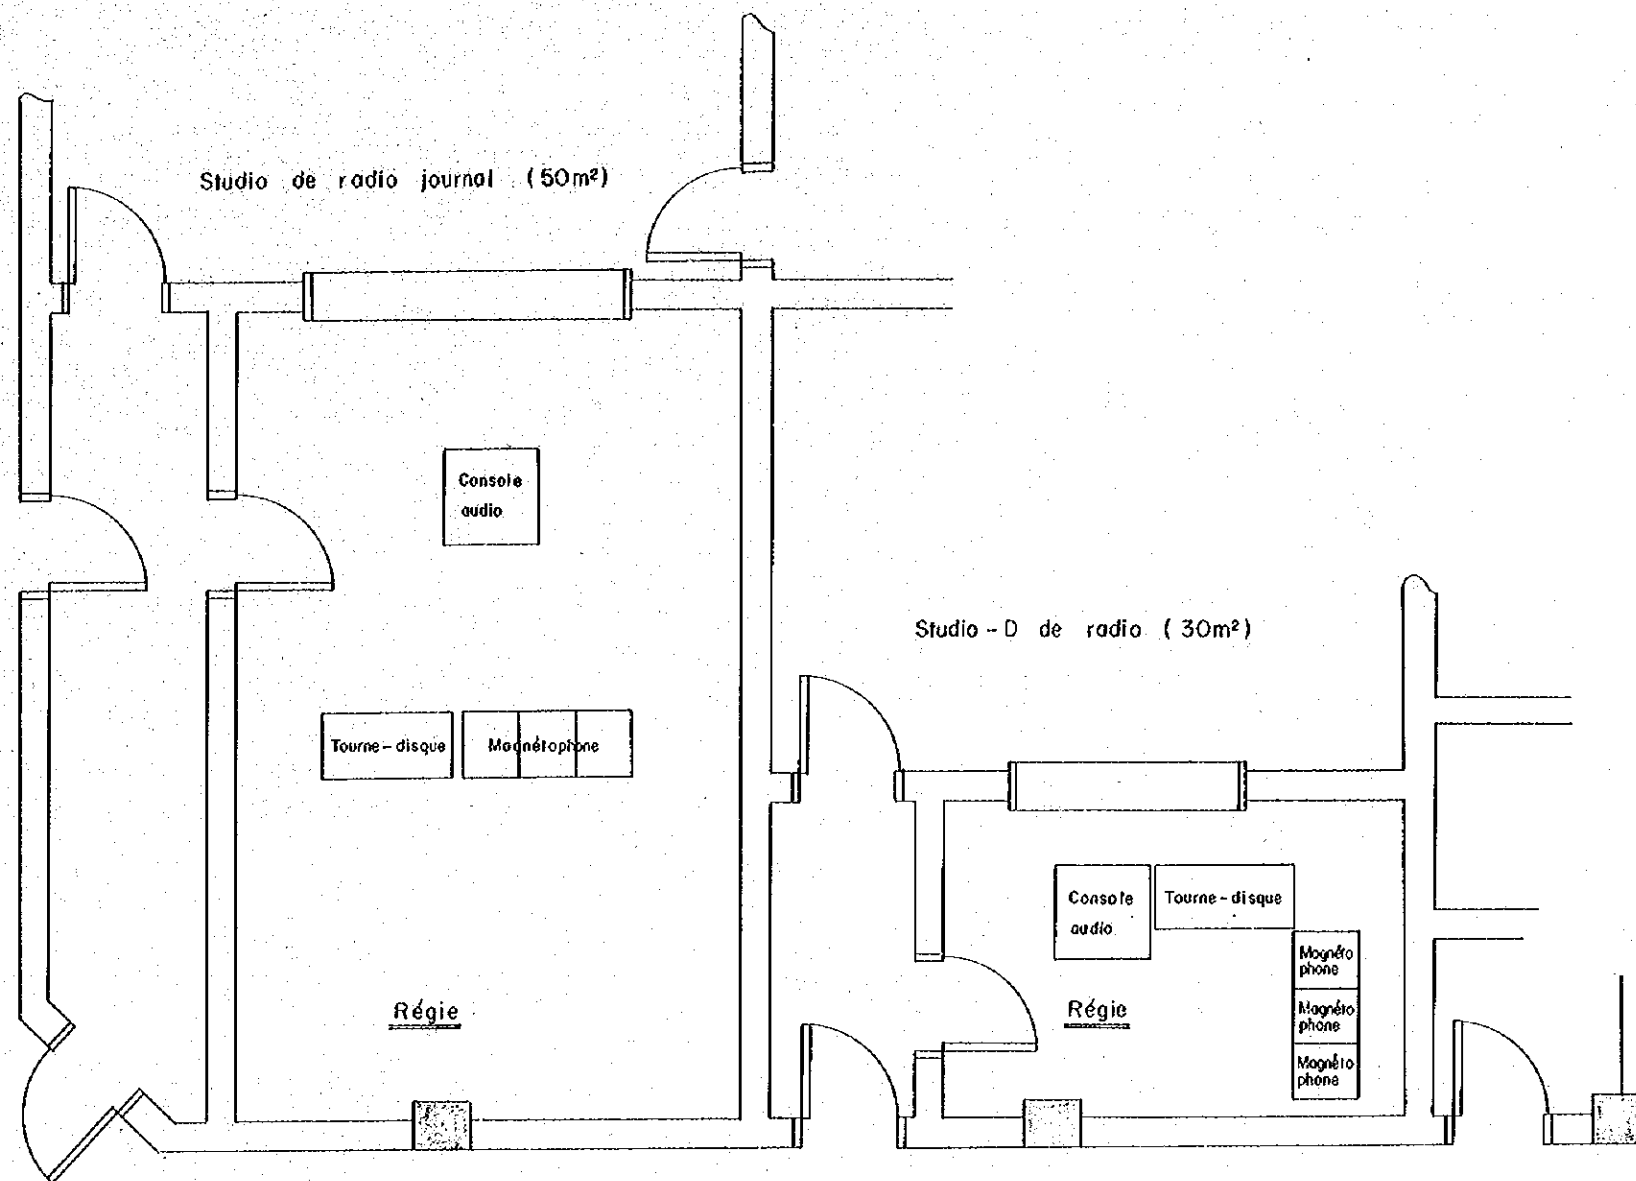 Studio de radio journal (50m²)
Console
audio
Studio-D de radio (30m²)
Tourne-disque
Magnétophone
Console
audio
Tourne-disque
Magnéto
phone
Magnéto
phone
Magnéto
phone
Régie
Régie